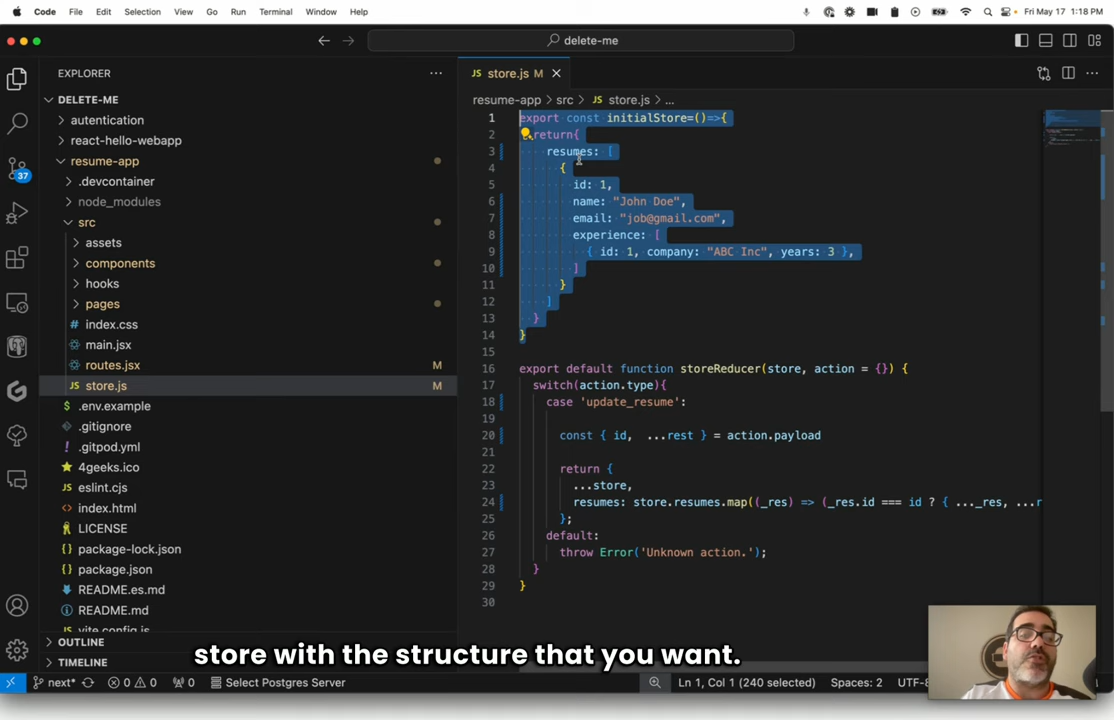 Code File Edit Selection View Go Run Terminal Window Help Fri May 17 1:18 PM
delete-me
EXPLORER
DELETE-ME
autentication
react-hello-webapp
resume-app
.devcontainer
node_modules
src
assets
components
hooks
pages
index.css
main.jsx
routes.jsx M
store.js M
.env.example
.gitignore
.gitpod.yml
4geeks.ico
eslint.cjs
index.html
LICENSE
package-lock.json
package.json
README.es.md
README.md
vite.config.js
OUTLINE
TIMELINE
37
JS store.js M
resume-app > src > JS store.js > ...
1 export const initialStore=()=>{
2 return{
3 resumes: [
4 {
5 id: 1,
6 name: "John Doe",
7 email: "job@gmail.com",
8 experience: [
9 { id: 1, company: "ABC Inc", years: 3 },
10 ]
11 }
12 ]
13 }
14 }
15
16 export default function storeReducer(store, action = {}) {
17 switch(action.type){
18 case 'update_resume':
19
20 const { id, ...rest } = action.payload
21
22 return {
23 ...store,
24 resumes: store.resumes.map((_res) => (_res.id === id ? { ..._res, ...r
25 };
26 default:
27 throw Error('Unknown action.');
28 }
29 }
30
store with the structure that you want.
next* 0 0 0 Select Postgres Server Ln 1, Col 1 (240 selected) Spaces: 2 UTF-8